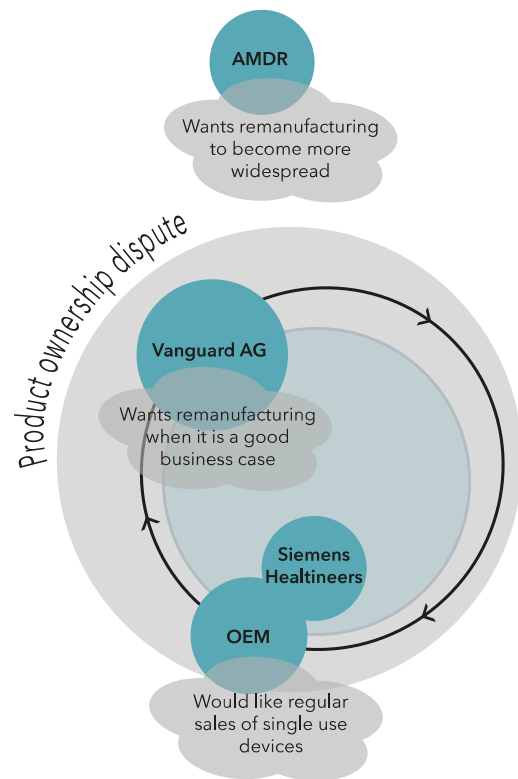 AMDR
Wants remanufacturing
to become more
widespread
Product ownership dispute
Vanguard AG
Wants remanufacturing
when it is a good
business case
Siemens
Healtineers
OEM
Would like regular
sales of single use
devices